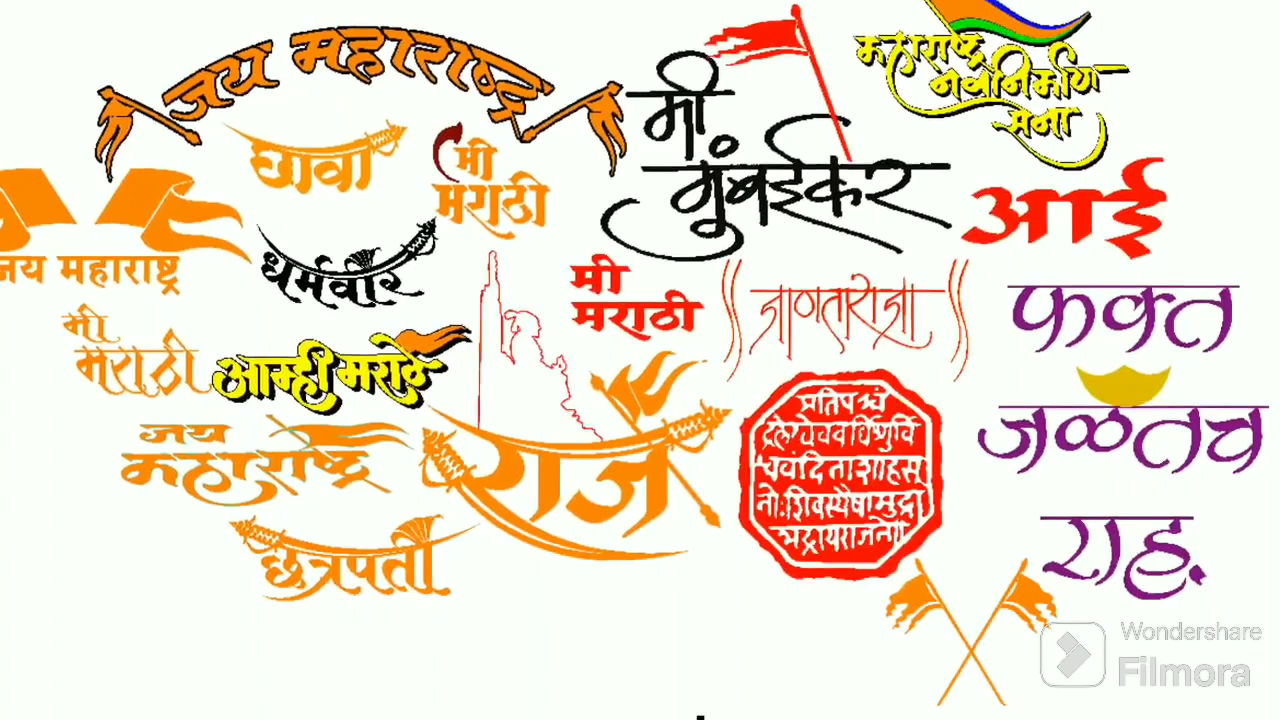 जय महाराष्ट्र
छावा
मी
मराठी
मी
मुंबईकर
महाराष्ट्र
नवनिर्माण
सेना
आई
जय महाराष्ट्र
धर्मवीर
मी
मराठी
जाणता राजा
फक्त
मी
मराठी
आम्ही मराठे
जळतच
जय
महाराष्ट्र
राज
प्रतिपच्चं
द्रलेखेवव
र्धिष्णुर्वि
श्ववंदिता शाहसू
नोः शिवस्यैषा मुद्रा
भद्राय राजते
राहू.
छत्रपती
Wondershare
Filmora